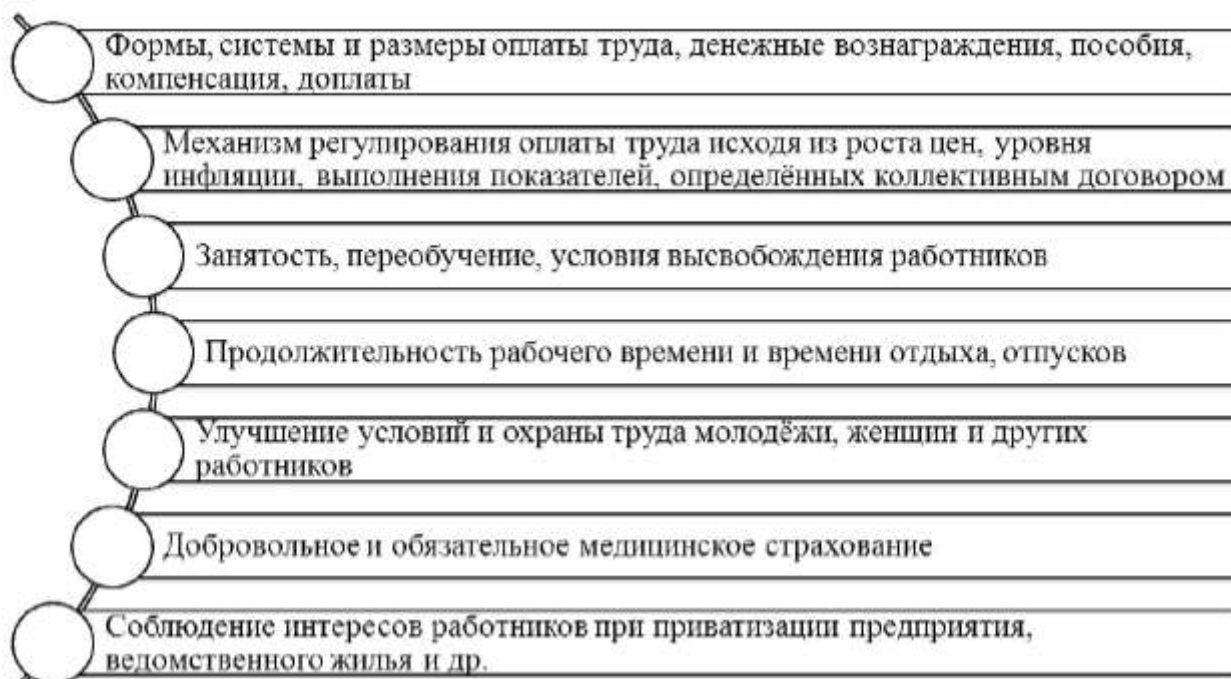 Формы, системы и размеры оплаты труда, денежные вознаграждения, пособия,
компенсация, доплаты
Механизм регулирования оплаты труда исходя из роста цен, уровня
инфляции, выполнения показателей, определённых коллективным договором
Занятость, переобучение, условия высвобождения работников
Продолжительность рабочего времени и времени отдыха, отпусков
Улучшение условий и охраны труда молодёжи, женщин и других
работников
Добровольное и обязательное медицинское страхование
Соблюдение интересов работников при приватизации предприятия,
ведомственного жилья и др.